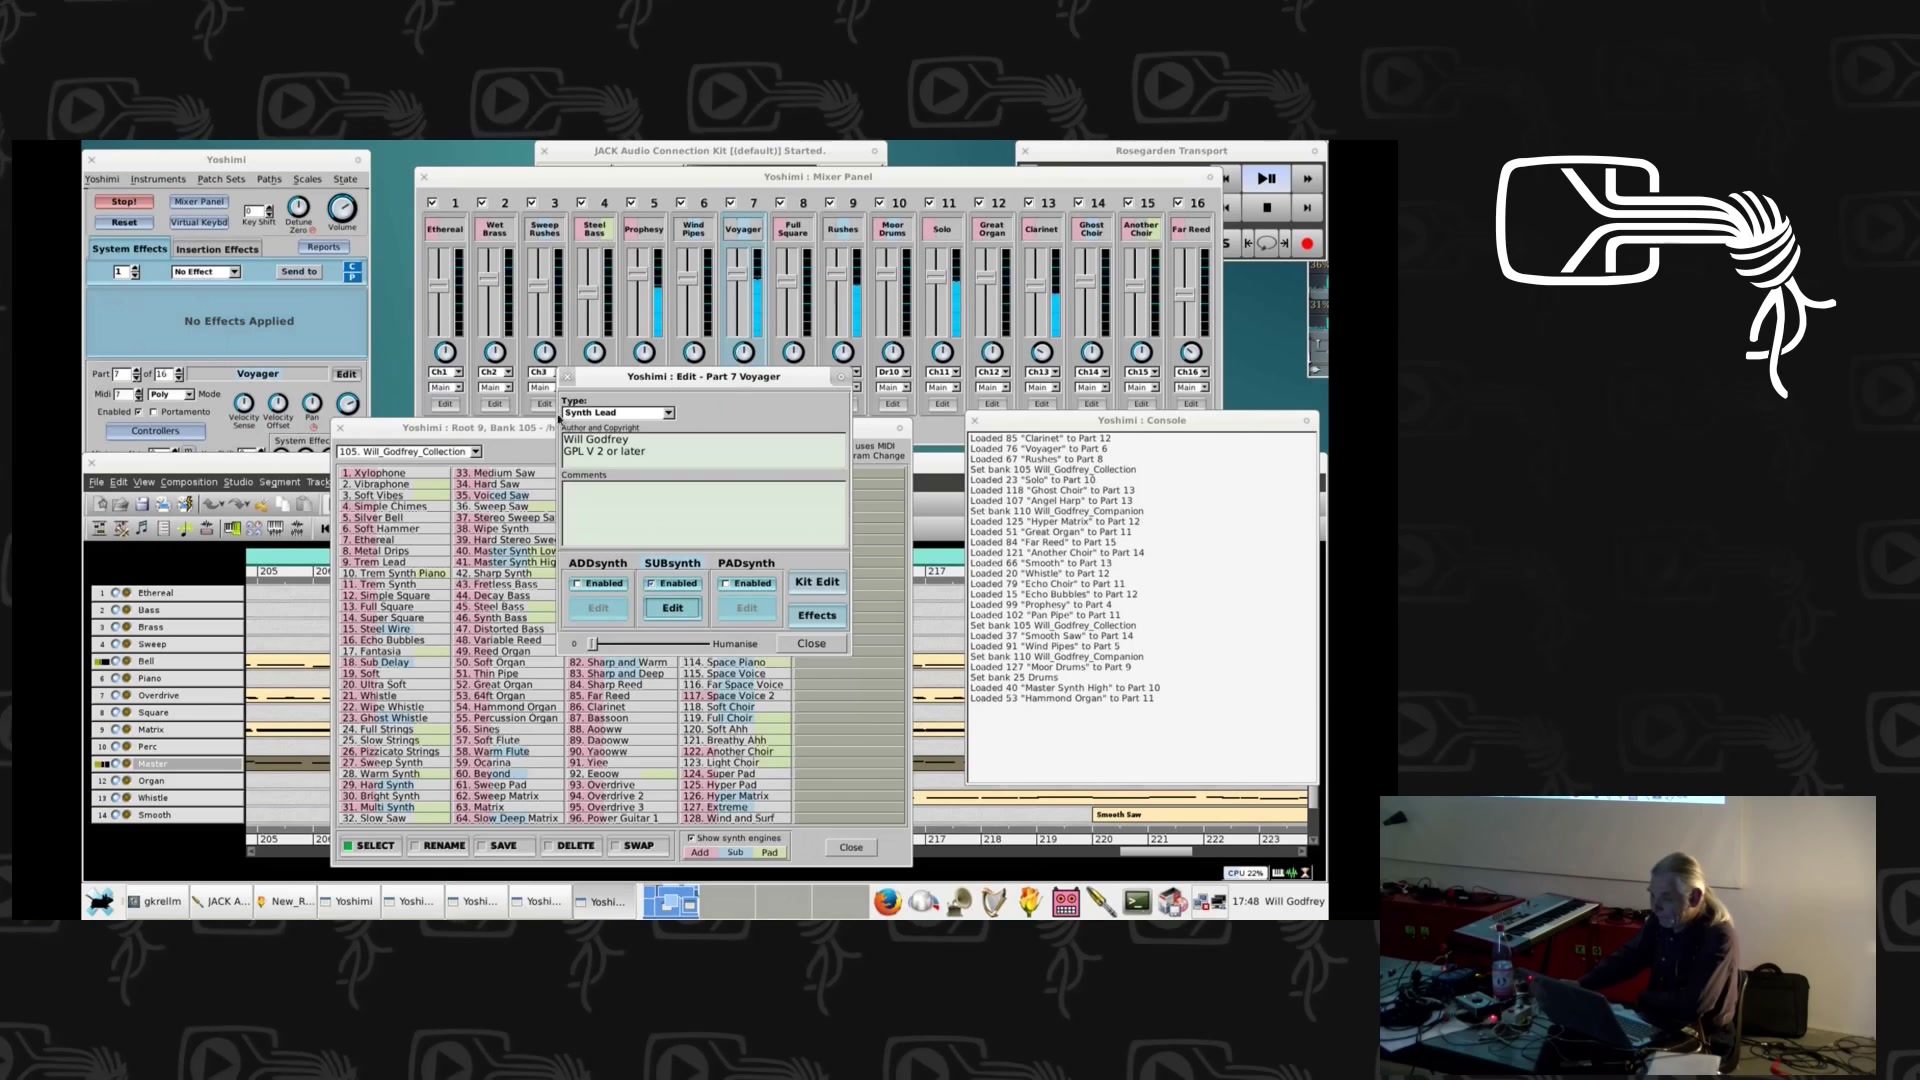 JACK Audio Connection Kit [(default)] Started.
Rosegarden Transport
Yoshimi
Yoshimi Instruments Patch Sets Paths Scales State
Stop! Mixer Panel
Reset Virtual Keybd
0 Key Shift
Detune Zero
Volume
System Effects Insertion Effects Reports
1 No Effect Send to C P
No Effects Applied
Part 7 of 16 Voyager Edit
Midi 7 Poly Mode
Enabled Portamento
Velocity Sense Velocity Offset Pan
Controllers
System Effec
Yoshimi : Mixer Panel
1 2 3 4 5 6 7 8 9 10 11 12 13 14 15 16
Ethereal Wet Brass Sweep Rushes Steel Bass Prophesy Wind Pipes Voyager Full Square Rushes Moor Drums Solo Great Organ Clarinet Ghost Choir Another Choir Far Reed
Ch1 Ch2 Ch3 Dr10 Ch11 Ch12 Ch13 Ch14 Ch15 Ch16
Main Main Main Main Main Main Main Main Main Main
Edit Edit Edit Edit Edit Edit Edit Edit Edit Edit
Yoshimi : Edit - Part 7 Voyager
Type:
Synth Lead
Author and Copyright
Will Godfrey
GPL V 2 or later
Comments
ADDsynth SUBsynth PADsynth
Enabled Enabled Enabled Kit Edit
Edit Edit Edit Effects
0 Humanise Close
Yoshimi : Root 9, Bank 105 - /h
105. Will_Godfrey_Collection
uses MIDI
ram Change
1. Xylophone
2. Vibraphone
3. Soft Vibes
4. Simple Chimes
5. Silver Bell
6. Soft Hammer
7. Ethereal
8. Metal Drips
9. Trem Lead
10. Trem Synth Piano
11. Trem Synth
12. Simple Square
13. Full Square
14. Super Square
15. Steel Wire
16. Echo Bubbles
17. Fantasia
18. Sub Delay
19. Soft
20. Ultra Soft
21. Whistle
22. Wipe Whistle
23. Ghost Whistle
24. Full Strings
25. Slow Strings
26. Pizzicato Strings
27. Sweep Synth
28. Warm Synth
29. Hard Synth
30. Bright Synth
31. Multi Synth
32. Slow Saw
33. Medium Saw
34. Hard Saw
35. Voiced Saw
36. Sweep Saw
37. Stereo Sweep Sa
38. Wipe Synth
39. Hard Stereo Swe
40. Master Synth Low
41. Master Synth Hig
42. Sharp Synth
43. Fretless Bass
44. Decay Bass
45. Steel Bass
46. Synth Bass
47. Distorted Bass
48. Variable Reed
49. Reed Organ
50. Soft Organ
51. Thin Pipe
52. Great Organ
53. 64ft Organ
54. Hammond Organ
55. Percussion Organ
56. Sines
57. Soft Flute
58. Warm Flute
59. Ocarina
60. Beyond
61. Sweep Pad
62. Sweep Matrix
63. Matrix
64. Slow Deep Matrix
82. Sharp and Warm
83. Sharp and Deep
84. Sharp Reed
85. Far Reed
86. Clarinet
87. Bassoon
88. Aooww
89. Daooww
90. Yaooww
91. Yiee
92. Eeoow
93. Overdrive
94. Overdrive 2
95. Overdrive 3
96. Power Guitar 1
114. Space Piano
115. Space Voice
116. Far Space Voice
117. Space Voice 2
118. Soft Choir
119. Full Choir
120. Soft Ahh
121. Breathy Ahh
122. Another Choir
123. Light Choir
124. Super Pad
125. Hyper Pad
126. Hyper Matrix
127. Extreme
128. Wind and Surf
SELECT RENAME SAVE DELETE SWAP
Show synth engines
Add Sub Pad
Close
Yoshimi : Console
Loaded 85 "Clarinet" to Part 12
Loaded 76 "Voyager" to Part 6
Loaded 67 "Rushes" to Part 8
Set bank 105 Will_Godfrey_Collection
Loaded 23 "Solo" to Part 10
Loaded 118 "Ghost Choir" to Part 13
Loaded 107 "Angel Harp" to Part 13
Set bank 110 Will_Godfrey_Companion
Loaded 125 "Hyper Matrix" to Part 12
Loaded 51 "Great Organ" to Part 11
Loaded 84 "Far Reed" to Part 15
Loaded 121 "Another Choir" to Part 14
Loaded 66 "Smooth" to Part 13
Loaded 20 "Whistle" to Part 12
Loaded 79 "Echo Choir" to Part 11
Loaded 15 "Echo Bubbles" to Part 12
Loaded 99 "Prophesy" to Part 4
Loaded 102 "Pan Pipe" to Part 11
Set bank 105 Will_Godfrey_Collection
Loaded 37 "Smooth Saw" to Part 14
Loaded 91 "Wind Pipes" to Part 5
Set bank 110 Will_Godfrey_Companion
Loaded 127 "Moor Drums" to Part 9
Set bank 25 Drums
Loaded 40 "Master Synth High" to Part 10
Loaded 53 "Hammond Organ" to Part 11
File Edit View Composition Studio Segment Track
205 206 217
1 Ethereal
2 Bass
3 Brass
4 Sweep
5 Bell
6 Piano
7 Overdrive
8 Square
9 Matrix
10 Perc
11 Master
12 Organ
13 Whistle
14 Smooth
Smooth Saw
205 206 217 218 219 220 221 222 223
CPU 22%
gkrellm JACK A... New_R... Yoshimi Yoshi... Yoshi... Yoshi... Yoshi...
17:48 Will Godfrey